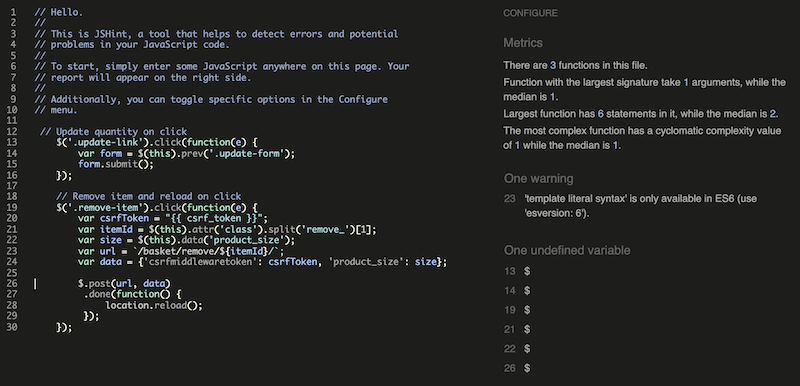 1 // Hello.
2 //
3 // This is JSHint, a tool that helps to detect errors and potential
4 // problems in your JavaScript code.
5 //
6 // To start, simply enter some JavaScript anywhere on this page. Your
7 // report will appear on the right side.
8 //
9 // Additionally, you can toggle specific options in the Configure
10 // menu.
11
12 // Update quantity on click
13 $('.update-link').click(function(e) {
14 var form = $(this).prev('.update-form');
15 form.submit();
16 });
17
18 // Remove item and reload on click
19 $('.remove-item').click(function(e) {
20 var csrfToken = "{{ csrf_token }}";
21 var itemId = $(this).attr('class').split('remove_')[1];
22 var size = $(this).data('product_size');
23 var url = `/basket/remove/${itemId}/`;
24 var data = {'csrfmiddlewaretoken': csrfToken, 'product_size': size};
25
26 $.post(url, data)
27 .done(function() {
28 location.reload();
29 });
30 });
CONFIGURE
Metrics
There are 3 functions in this file.
Function with the largest signature take 1 arguments, while the
median is 1.
Largest function has 6 statements in it, while the median is 2.
The most complex function has a cyclomatic complexity value
of 1 while the median is 1.
One warning
23 'template literal syntax' is only available in ES6 (use
'esversion: 6').
One undefined variable
13 $
14 $
19 $
21 $
22 $
26 $